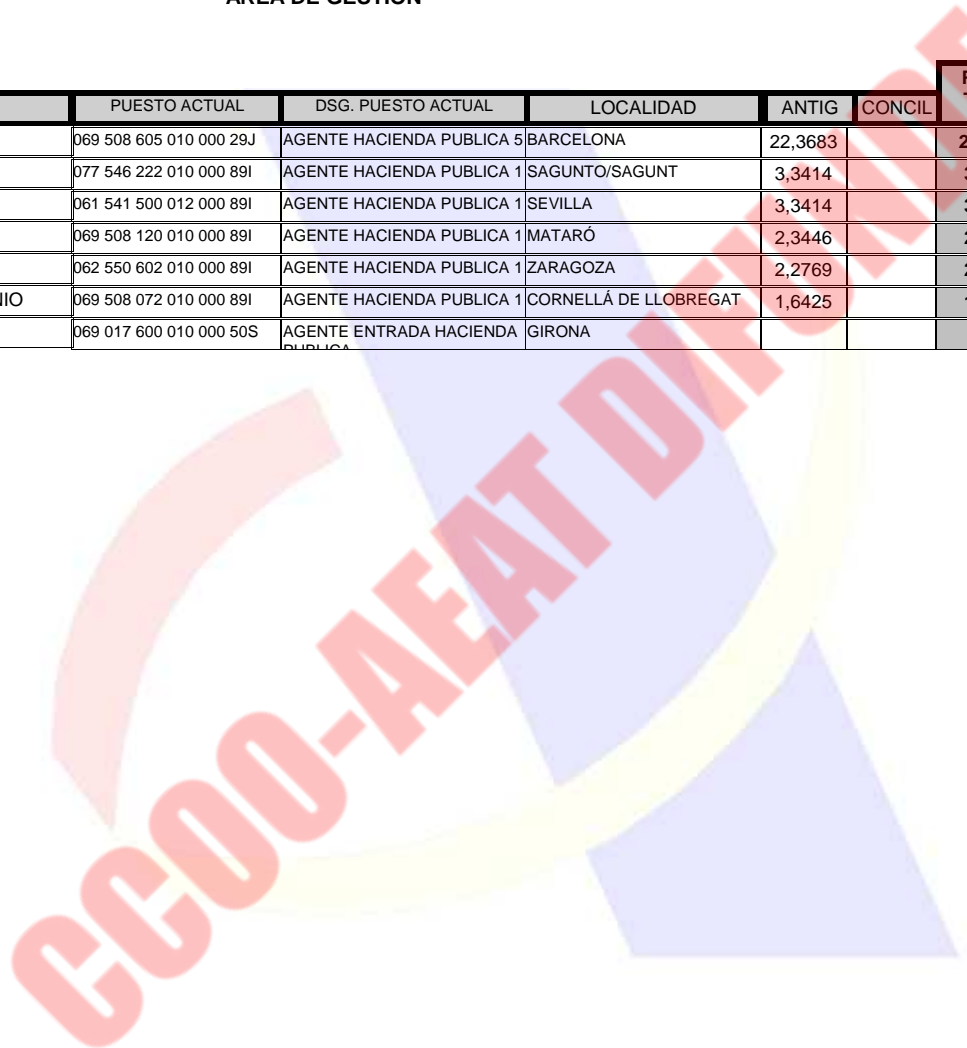 ÁREA DE GESTIÓN
PUESTO ACTUAL DSG. PUESTO ACTUAL LOCALIDAD ANTIG CONCIL
069 508 605 010 000 29J AGENTE HACIENDA PUBLICA 5 BARCELONA 22,3683
077 546 222 010 000 89I AGENTE HACIENDA PUBLICA 1 SAGUNTO/SAGUNT 3,3414
061 541 500 012 000 89I AGENTE HACIENDA PUBLICA 1 SEVILLA 3,3414
069 508 120 010 000 89I AGENTE HACIENDA PUBLICA 1 MATARÓ 2,3446
062 550 602 010 000 89I AGENTE HACIENDA PUBLICA 1 ZARAGOZA 2,2769
NIO 069 508 072 010 000 89I AGENTE HACIENDA PUBLICA 1 CORNELLÁ DE LLOBREGAT 1,6425
069 017 600 010 000 50S AGENTE ENTRADA HACIENDA GIRONA
PUBLICA
CCOO-AEAT DIFUNDE